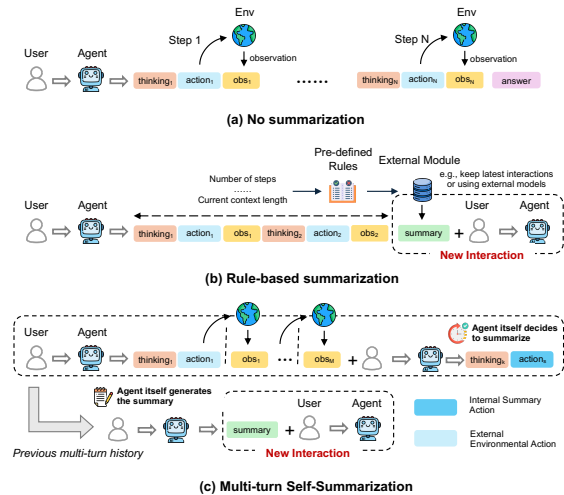 Env
Env
Step 1
Step N
User
Agent
observation
observation
thinking₁ action₁ obs₁ ...... thinkingN actionN obsN answer
(a) No summarization
Pre-defined
Rules
External Module
Number of steps
......
Current context length
e.g., keep latest interactions
or using external models
User
Agent
User
Agent
thinking₁ action₁ obs₁ thinking₂ action₂ obs₂ summary +
New Interaction
(b) Rule-based summarization
User
Agent
Agent itself decides
to summarize
thinking₁ action₁ obs₁ ... obsM + thinkingₖ actionₛ
Agent itself generates
the summary
User
Agent
summary +
Previous multi-turn history
New Interaction
Internal Summary
Action
External
Environmental Action
(c) Multi-turn Self-Summarization